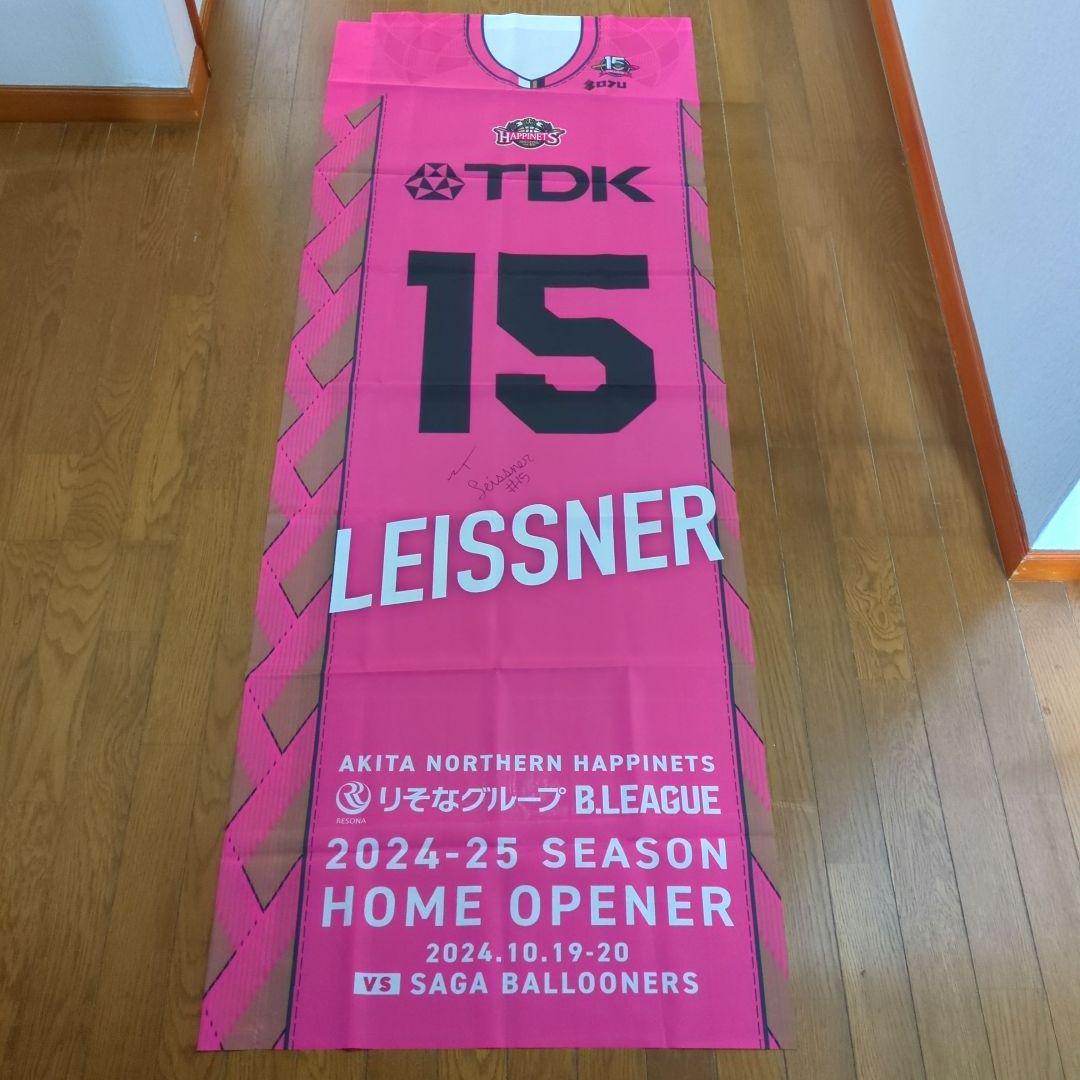 15
HAPPINETS
TDK
15
Leissner
#15
LEISSNER
AKITA NORTHERN HAPPINETS
RESONA りそなグループ B.LEAGUE
2024-25 SEASON
HOME OPENER
2024.10.19-20
VS SAGA BALLOONERS